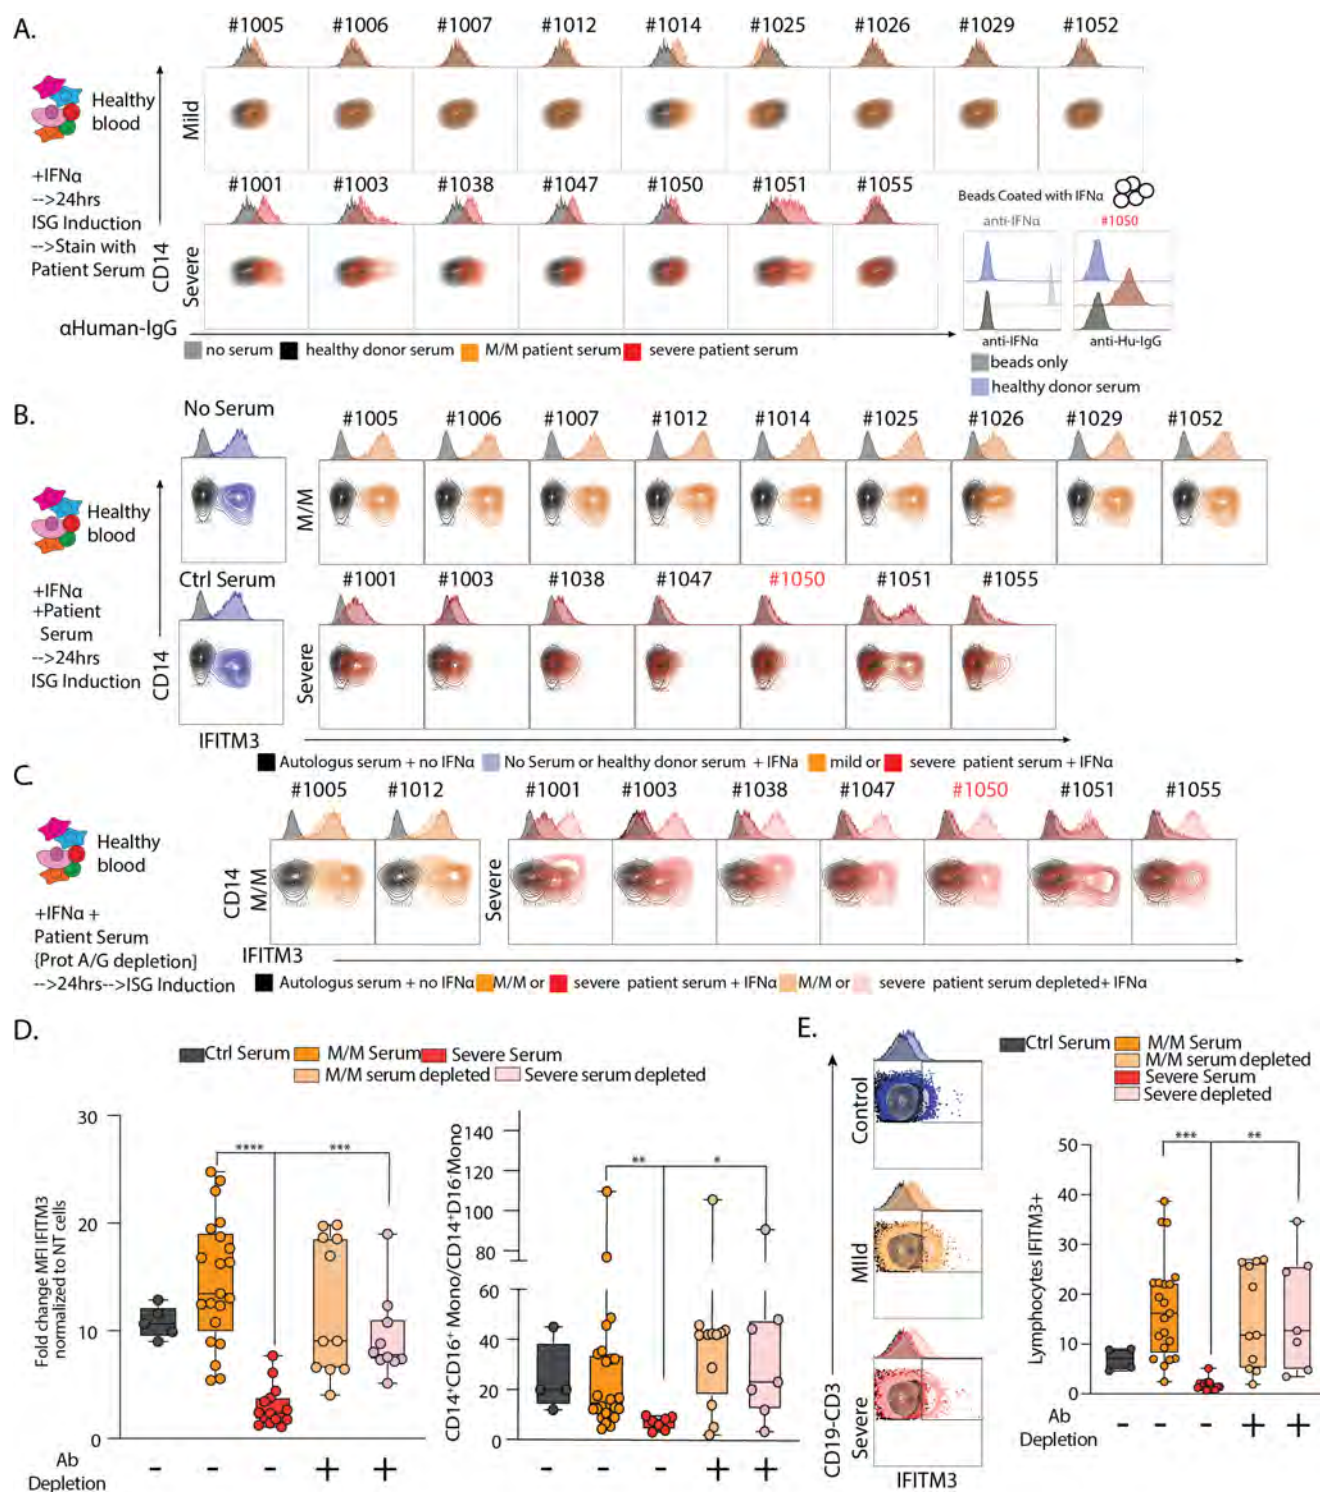 A.
#1005 #1006 #1007 #1012 #1014 #1025 #1026 #1029 #1052
Healthy
blood
Mild
+IFNα
-->24hrs
ISG Induction
-->Stain with
Patient Serum
CD14
#1001 #1003 #1038 #1047 #1050 #1051 #1055
Severe
Beads Coated with IFNα
anti-IFNα #1050
anti-IFNα anti-Hu-IgG
αHuman-IgG
no serum healthy donor serum M/M patient serum severe patient serum
beads only
healthy donor serum
B.
No Serum
#1005 #1006 #1007 #1012 #1014 #1025 #1026 #1029 #1052
Healthy
blood
M/M
Ctrl Serum
#1001 #1003 #1038 #1047 #1050 #1051 #1055
+IFNα
+Patient
Serum
-->24hrs
ISG Induction
CD14
Severe
IFITM3
Autologus serum + no IFNα No Serum or healthy donor serum + IFNa mild or severe patient serum + IFNα
C.
#1005 #1012 #1001 #1003 #1038 #1047 #1050 #1051 #1055
Healthy
blood
CD14
M/M
Severe
+IFNα +
Patient Serum
{Prot A/G depletion]
-->24hrs-->ISG Induction
IFITM3
Autologus serum + no IFNα M/M or severe patient serum + IFNα M/M or severe patient serum depleted+ IFNα
D.
Ctrl Serum M/M Serum Severe Serum
M/M serum depleted Severe serum depleted
Fold change MFI IFITM3
normalized to NT cells
30
20
10
0
**** ***
Ab
Depletion
- - - + +
CD14+CD16+ Mono/CD14+D16-Mono
140
120
100
80
60
40
20
0
** *
- - - + +
E.
Control
Mild
Severe
CD19-CD3
IFITM3
Ctrl Serum M/M Serum
M/M serum depleted
Severe Serum
Severe depleted
Lymphocytes IFITM3+
50
40
30
20
10
0
*** **
Ab
Depletion
- - - + +